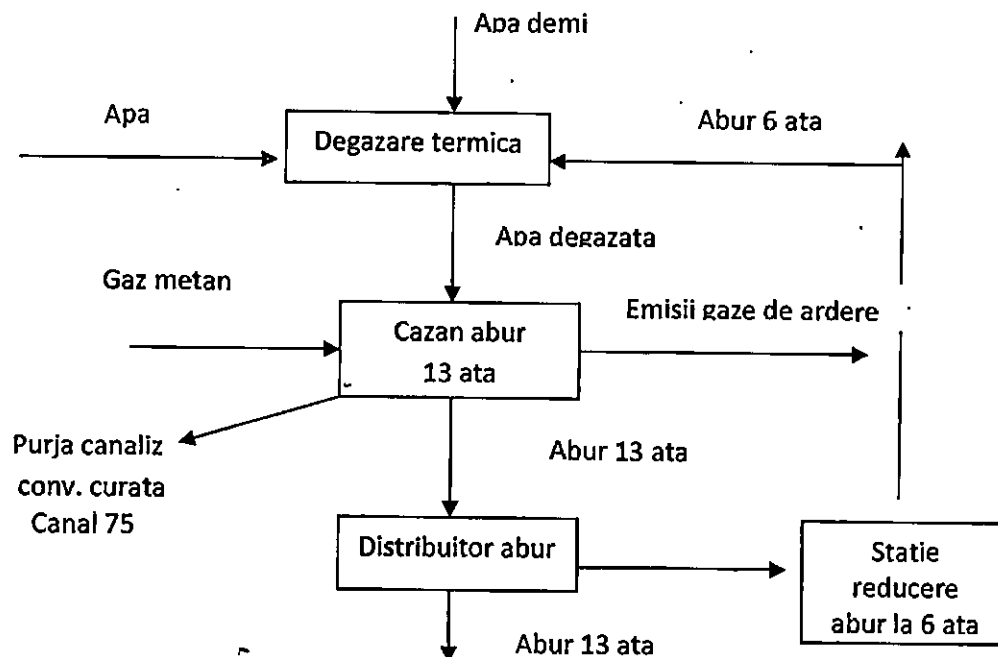 Apa demi
Apa
Degazare termica
Abur 6 ata
Apa degazata
Gaz metan
Cazan abur
13 ata
Emisii gaze de ardere
Purja canaliz
conv. curata
Canal 75
Abur 13 ata
Distribuitor abur
Statie
reducere
abur la 6 ata
Abur 13 ata